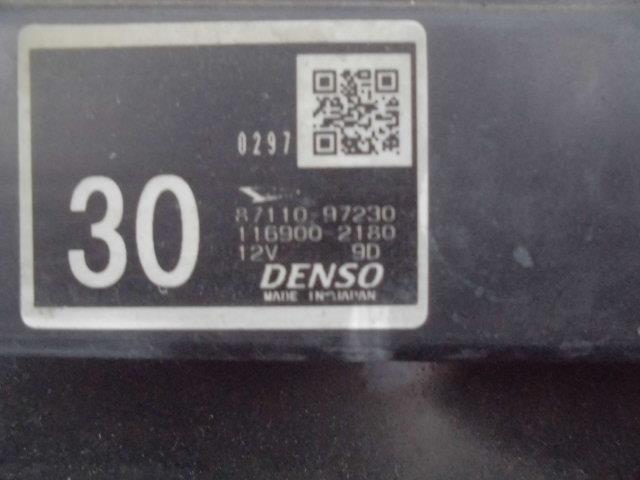 0297
30
87110-97230
116900-2180
12V 9D
DENSO
MADE IN JAPAN